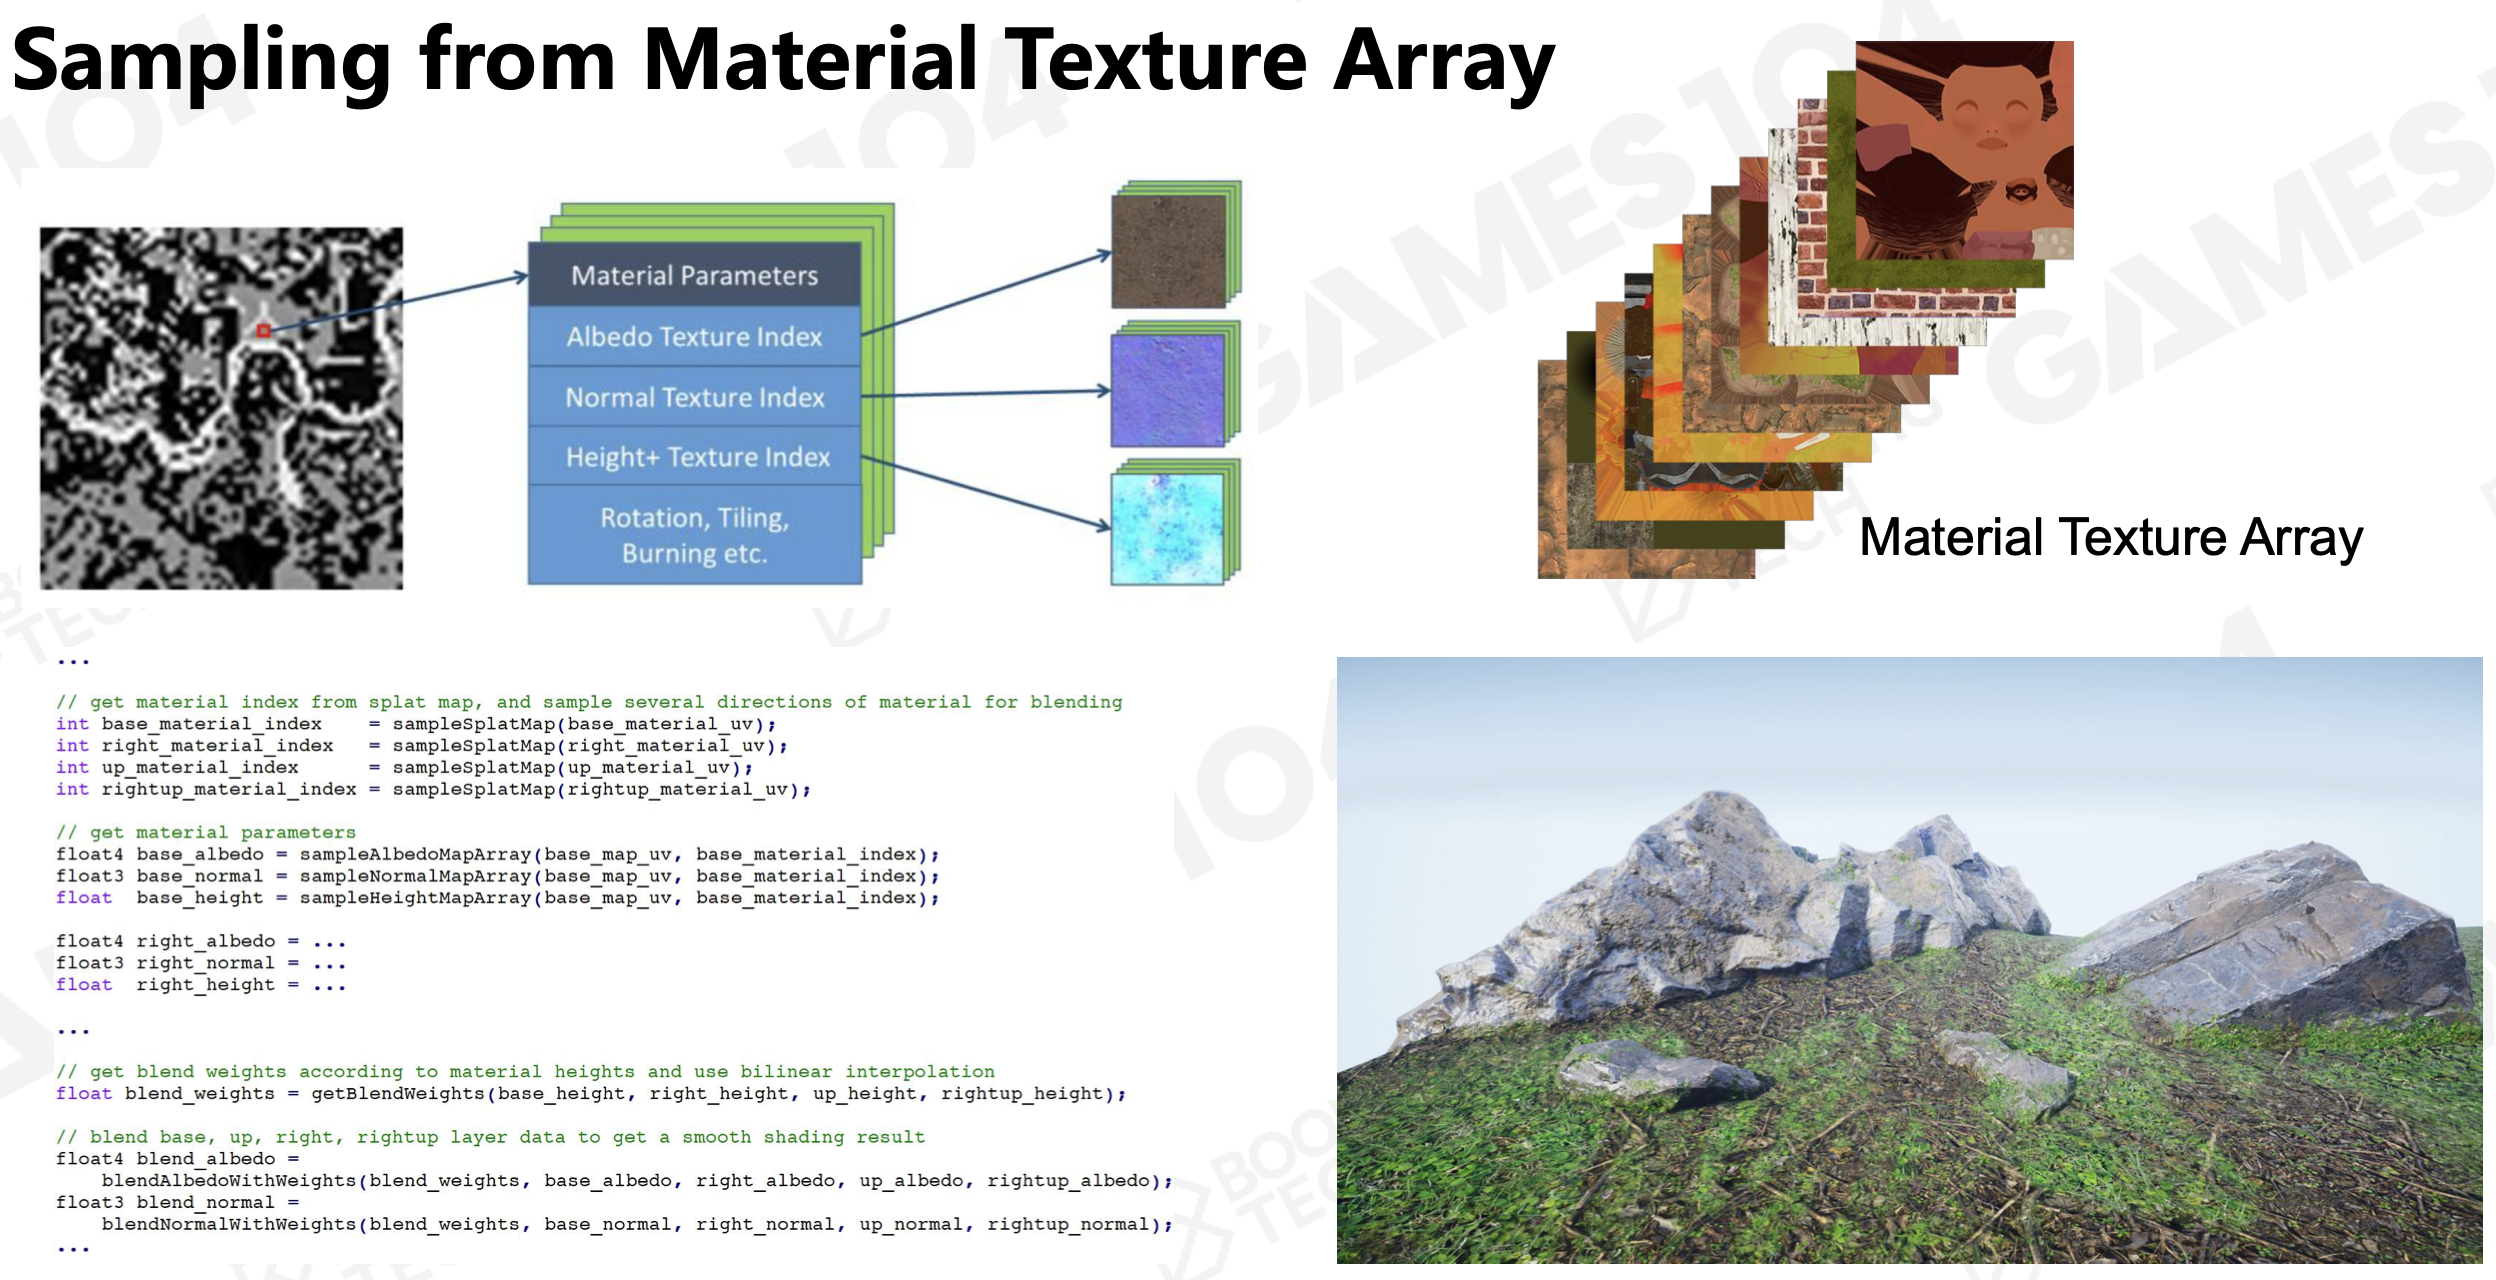 Sampling from Material Texture Array
Material Parameters
Albedo Texture Index
Normal Texture Index
Height+ Texture Index
Rotation, Tiling,
Burning etc.
Material Texture Array
...
// get material index from splat map, and sample several directions of material for blending
int base_material_index    = sampleSplatMap(base_material_uv);
int right_material_index   = sampleSplatMap(right_material_uv);
int up_material_index      = sampleSplatMap(up_material_uv);
int rightup_material_index = sampleSplatMap(rightup_material_uv);
// get material parameters
float4 base_albedo = sampleAlbedoMapArray(base_map_uv, base_material_index);
float3 base_normal = sampleNormalMapArray(base_map_uv, base_material_index);
float  base_height = sampleHeightMapArray(base_map_uv, base_material_index);
float4 right_albedo = ...
float3 right_normal = ...
float  right_height = ...
...
// get blend weights according to material heights and use bilinear interpolation
float blend_weights = getBlendWeights(base_height, right_height, up_height, rightup_height);
// blend base, up, right, rightup layer data to get a smooth shading result
float4 blend_albedo =
    blendAlbedoWithWeights(blend_weights, base_albedo, right_albedo, up_albedo, rightup_albedo);
float3 blend_normal =
    blendNormalWithWeights(blend_weights, base_normal, right_normal, up_normal, rightup_normal);
...
GAMES104
GAMES